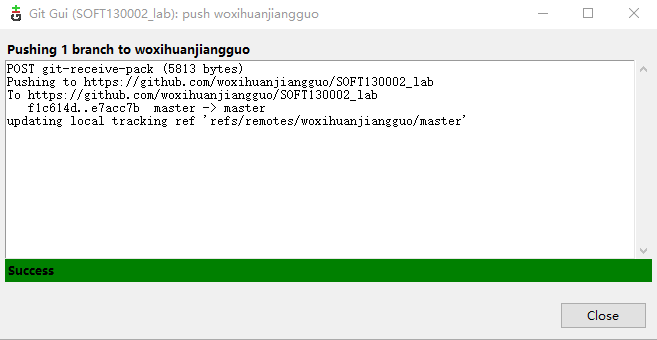 Git Gui (SOFT130002_lab): push woxihuanjiangguo
Pushing 1 branch to woxihuanjiangguo
POST git-receive-pack (5813 bytes)
Pushing to https://github.com/woxihuanjiangguo/SOFT130002_lab
To https://github.com/woxihuanjiangguo/SOFT130002_lab
   f1c614d..e7acc7b  master -> master
updating local tracking ref 'refs/remotes/woxihuanjiangguo/master'
Success
Close